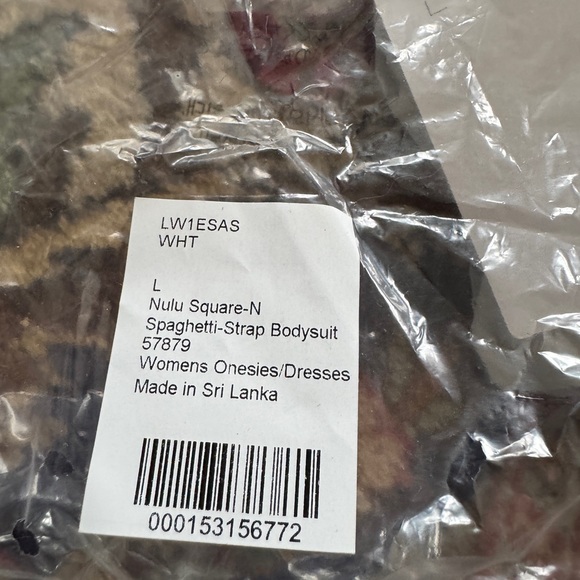 LW1ESAS
WHT
L
Nulu Square-N
Spaghetti-Strap Bodysuit
57879
Womens Onesies/Dresses
Made in Sri Lanka
000153156772